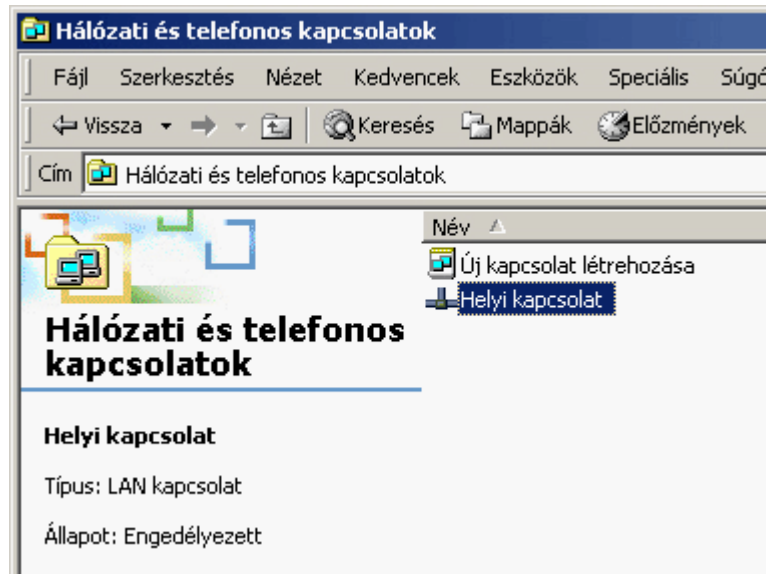 Hálózati és telefonos kapcsolatok
Fájl Szerkesztés Nézet Kedvencek Eszközök Speciális Súgó
Vissza Keresés Mappák Előzmények
Cím Hálózati és telefonos kapcsolatok
Név
Új kapcsolat létrehozása
Helyi kapcsolat
Hálózati és telefonos
kapcsolatok
Helyi kapcsolat
Típus: LAN kapcsolat
Állapot: Engedélyezett